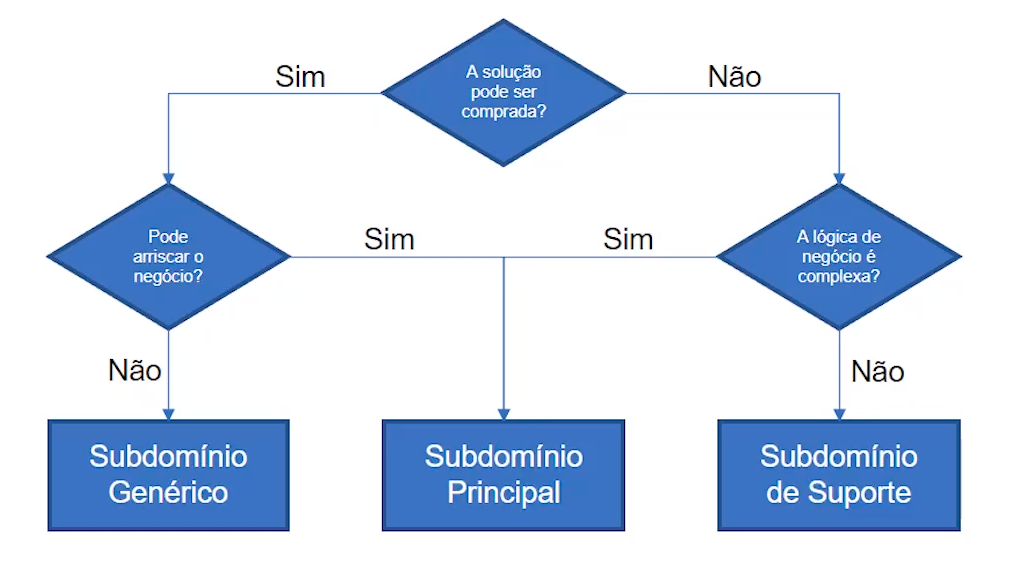 Sim
A solução
pode ser
comprada?
Não
Pode
arriscar o
negócio?
Sim
Sim
A lógica de
negócio é
complexa?
Não
Não
Subdomínio
Genérico
Subdomínio
Principal
Subdomínio
de Suporte